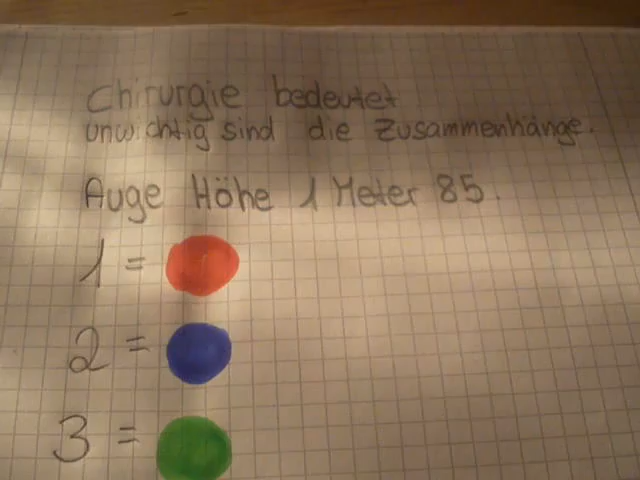 Chirurgie bedeutet
unwichtig sind die Zusammenhänge.
Auge Höhe 1 Meter 85.
1 =
2 =
3 =